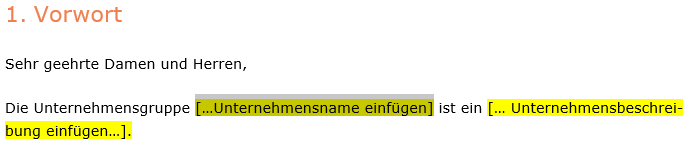 1. Vorwort
Sehr geehrte Damen und Herren,
Die Unternehmensgruppe [...Unternehmensname einfügen] ist ein [... Unternehmensbeschrei-
bung einfügen...].